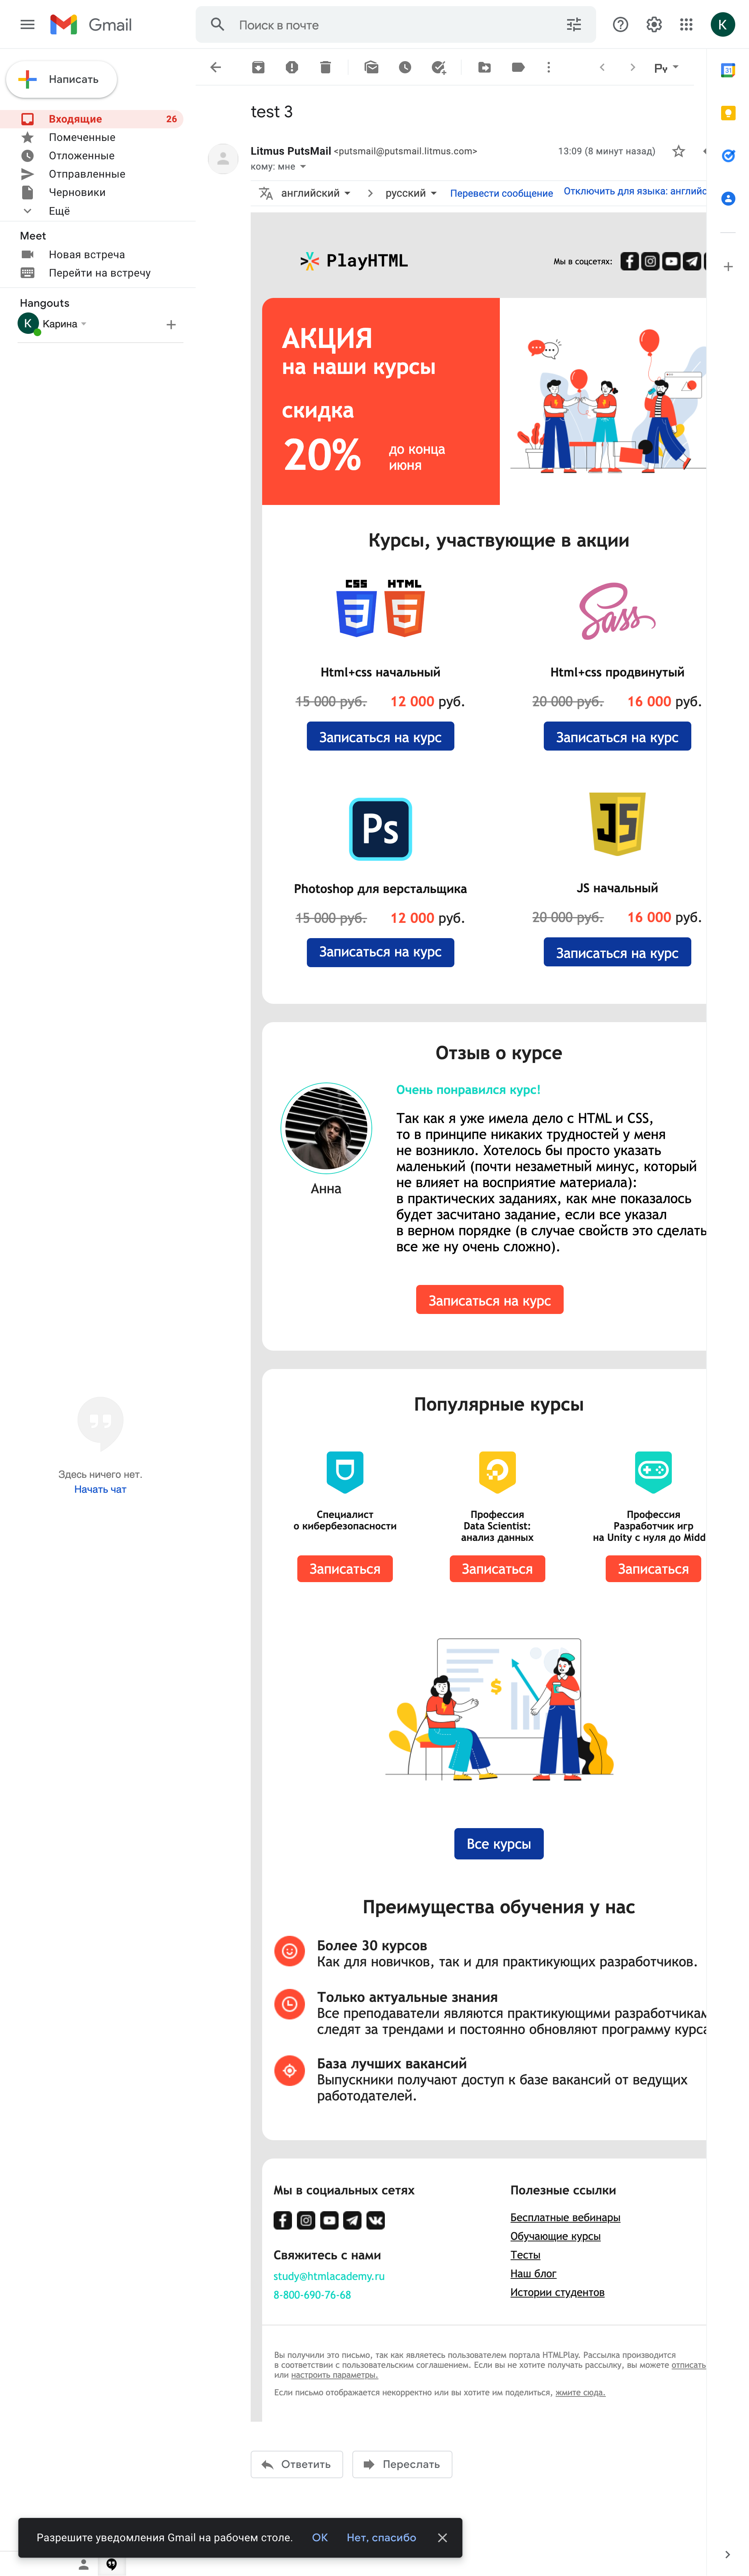 Gmail
Поиск в почте
К
Написать
Входящие 26
Помеченные
Отложенные
Отправленные
Черновики
Ещё
Meet
Новая встреча
Перейти на встречу
Hangouts
К Карина
Здесь ничего нет.
Начать чат
31
test 3
Litmus PutsMail <putsmail@putsmail.litmus.com> 13:09 (8 минут назад)
кому: мне
английский русский Перевести сообщение Отключить для языка: английс
PlayHTML Мы в соцсетях:
АКЦИЯ
на наши курсы
скидка
20% до конца
июня
Курсы, участвующие в акции
CSS HTML
3 5
Sass
Html+css начальный
15 000 руб. 12 000 руб.
Записаться на курс
Html+css продвинутый
20 000 руб. 16 000 руб.
Записаться на курс
Ps
Photoshop для верстальщика
15 000 руб. 12 000 руб.
Записаться на курс
JS
JS начальный
20 000 руб. 16 000 руб.
Записаться на курс
Отзыв о курсе
Анна
Очень понравился курс!
Так как я уже имела дело с HTML и CSS,
то в принципе никаких трудностей у меня
не возникло. Хотелось бы просто указать
маленький (почти незаметный минус, который
не влияет на восприятие материала):
в практических заданиях, как мне показалось
будет засчитано задание, если все указал
в верном порядке (в случае свойств это сделать
все же ну очень сложно).
Записаться на курс
Популярные курсы
Специалист
о кибербезопасности
Записаться
Профессия
Data Scientist:
анализ данных
Записаться
Профессия
Разработчик игр
на Unity с нуля до Midd
Записаться
$
Все курсы
Преимущества обучения у нас
Более 30 курсов
Как для новичков, так и для практикующих разработчиков.
Только актуальные знания
Все преподаватели являются практикующими разработчикам
следят за трендами и постоянно обновляют программу курса
База лучших вакансий
Выпускники получают доступ к базе вакансий от ведущих
работодателей.
Мы в социальных сетях
Свяжитесь с нами
study@htmlacademy.ru
8-800-690-76-68
Полезные ссылки
Бесплатные вебинары
Обучающие курсы
Тесты
Наш блог
Истории студентов
Вы получили это письмо, так как являетесь пользователем портала HTMLPlay. Рассылка производится
в соответствии с пользовательским соглашением. Если вы не хотите получать рассылку, вы можете отписать
или настроить параметры.
Если письмо отображается некорректно или вы хотите им поделиться, жмите сюда.
Ответить Переслать
Разрешите уведомления Gmail на рабочем столе. ОК Нет, спасибо